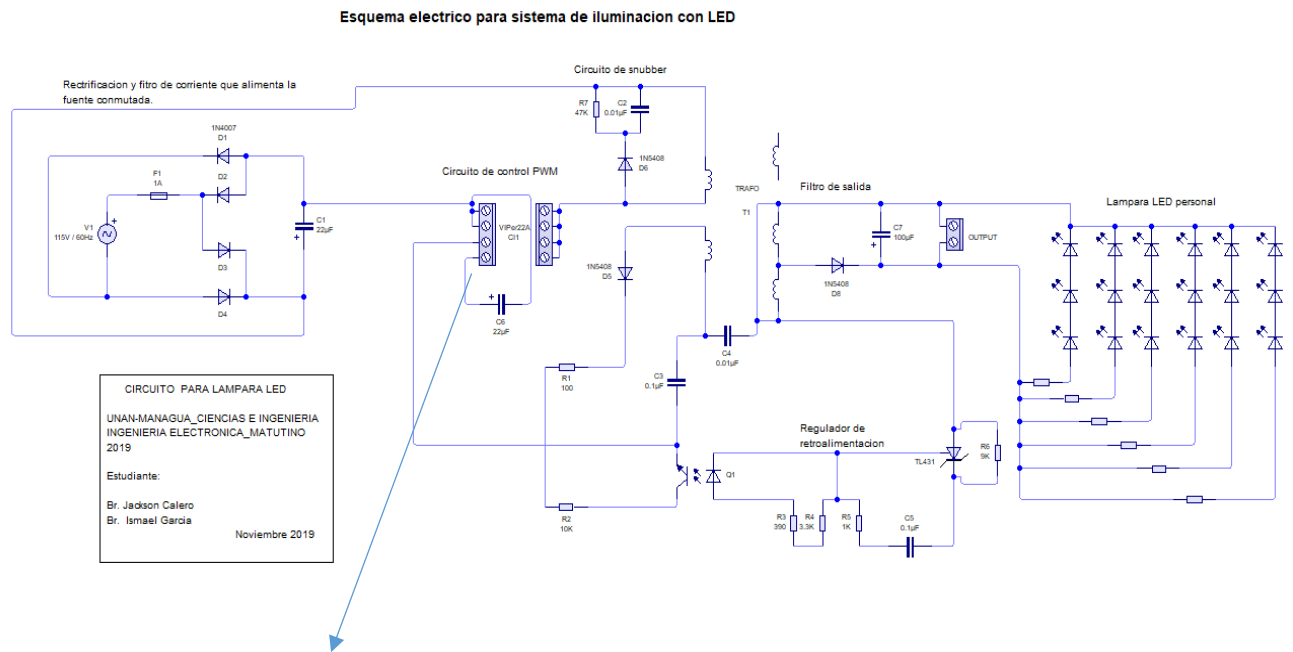 Esquema electrico para sistema de iluminacion con LED
Circuito de snubber
Rectificacion y fitro de corriente que alimenta la
fuente conmutada.
R7
47K
C2
0.01µF
1N4007
D1
1N5408
D6
Circuito de control PWM
F1
1A
D2
TRAFO
T1
Filtro de salida
Lampara LED personal
V1
115V / 60Hz
+
C1
22µF
+
VIPer22A
CI1
C7
100µF
+
OUTPUT
D3
1N5408
D5
1N5408
D8
D4
+
C6
22µF
C4
0.01µF
R1
100
C3
0.1µF
CIRCUITO PARA LAMPARA LED
UNAN-MANAGUA_CIENCIAS E INGENIERIA
INGENIERIA ELECTRONICA_MATUTINO
2019
Estudiante:
Br. Jackson Calero
Br. Ismael Garcia
Noviembre 2019
Regulador de
retroalimentacion
TL431
R6
9K
Q1
R2
10K
R3
390
R4
3.3K
R5
1K
C5
0.1µF